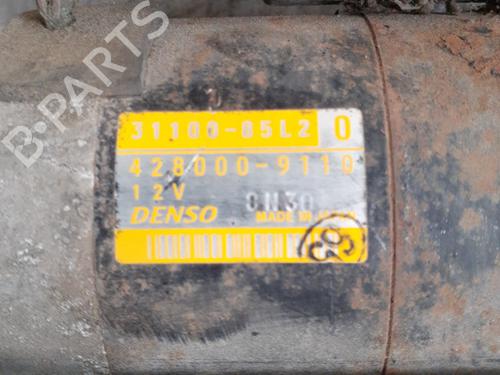 31100-85L2 0
428000-9110
12V
DENSO
MADE IN JAPAN
B-PARTS